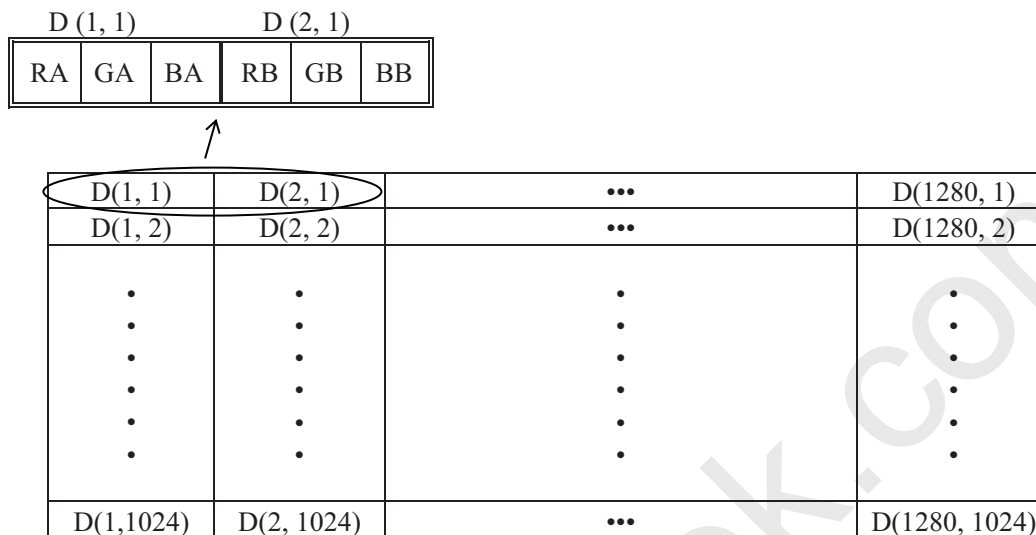 D (1, 1) D (2, 1)
RA GA BA RB GB BB
D(1, 1) D(2, 1) ••• D(1280, 1)
D(1, 2) D(2, 2) ••• D(1280, 2)
D(1,1024) D(2, 1024) ••• D(1280, 1024)